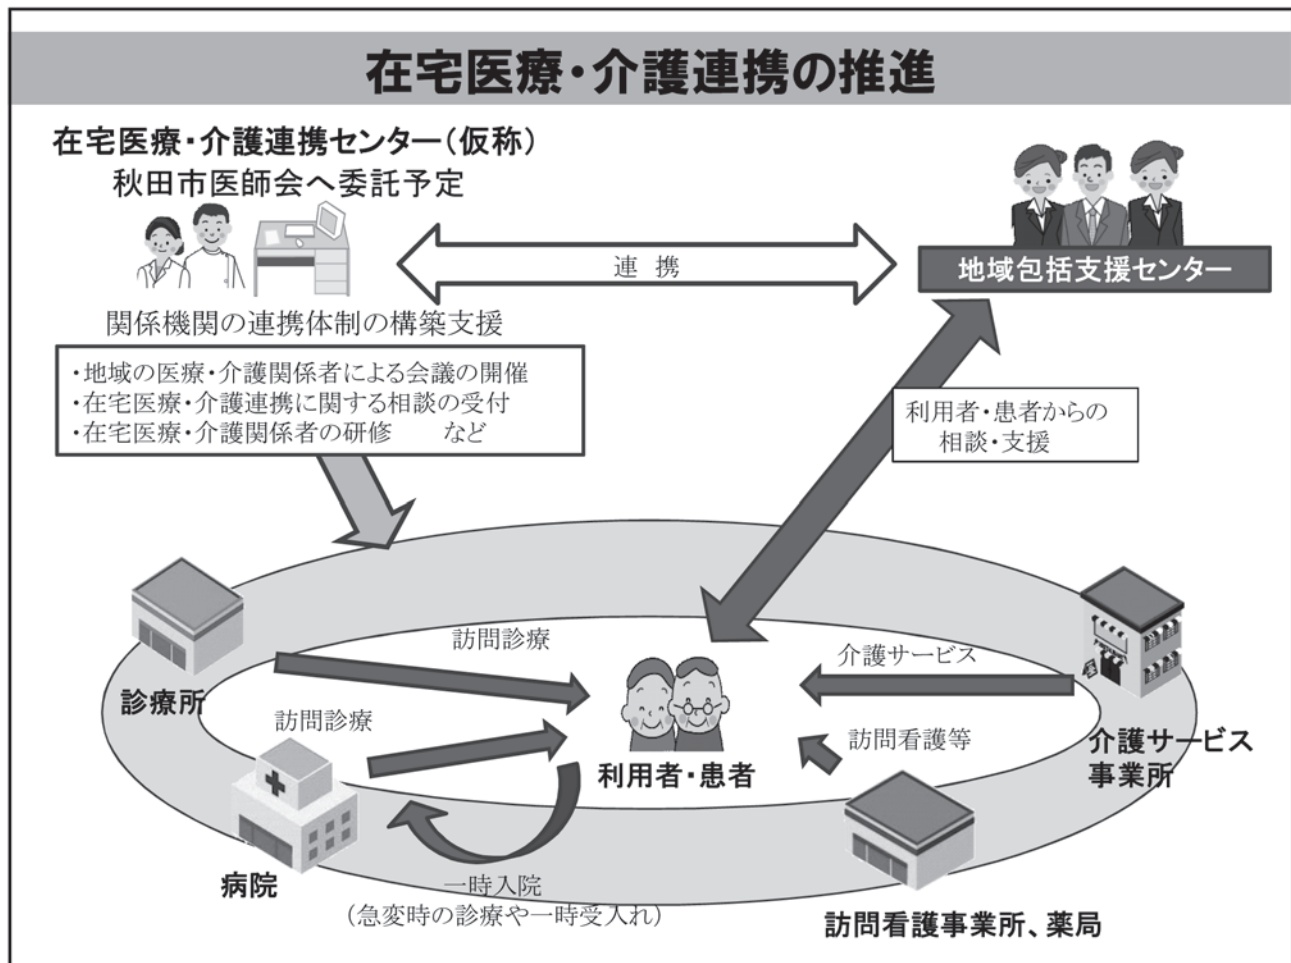 在宅医療・介護連携の推進
在宅医療・介護連携センター（仮称）
秋田市医師会へ委託予定
連 携
地域包括支援センター
関係機関の連携体制の構築支援
・地域の医療・介護関係者による会議の開催
・在宅医療・介護連携に関する相談の受付
・在宅医療・介護関係者の研修　　など
利用者・患者からの
相談・支援
訪問診療
介護サービス
診療所
訪問診療
訪問看護等
利用者・患者
介護サービス
事業所
病院
一時入院
（急変時の診療や一時受入れ）
訪問看護事業所、薬局